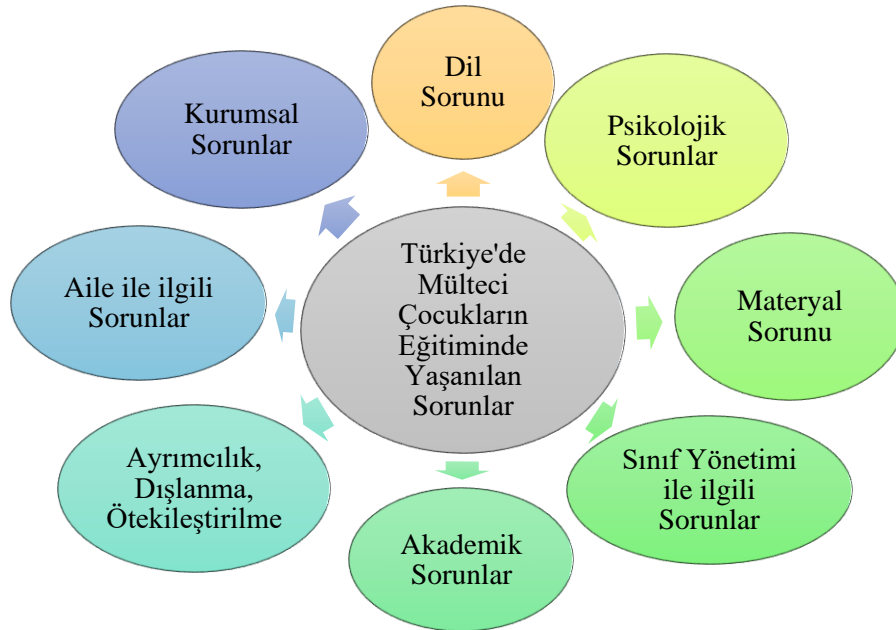 Dil
Sorunu
Psikolojik
Sorunlar
Materyal
Sorunu
Sınıf Yönetimi
ile ilgili
Sorunlar
Akademik
Sorunlar
Ayrımcılık,
Dışlanma,
Ötekileştirilme
Aile ile ilgili
Sorunlar
Kurumsal
Sorunlar
Türkiye'de
Mülteci
Çocukların
Eğitiminde
Yaşanılan
Sorunlar